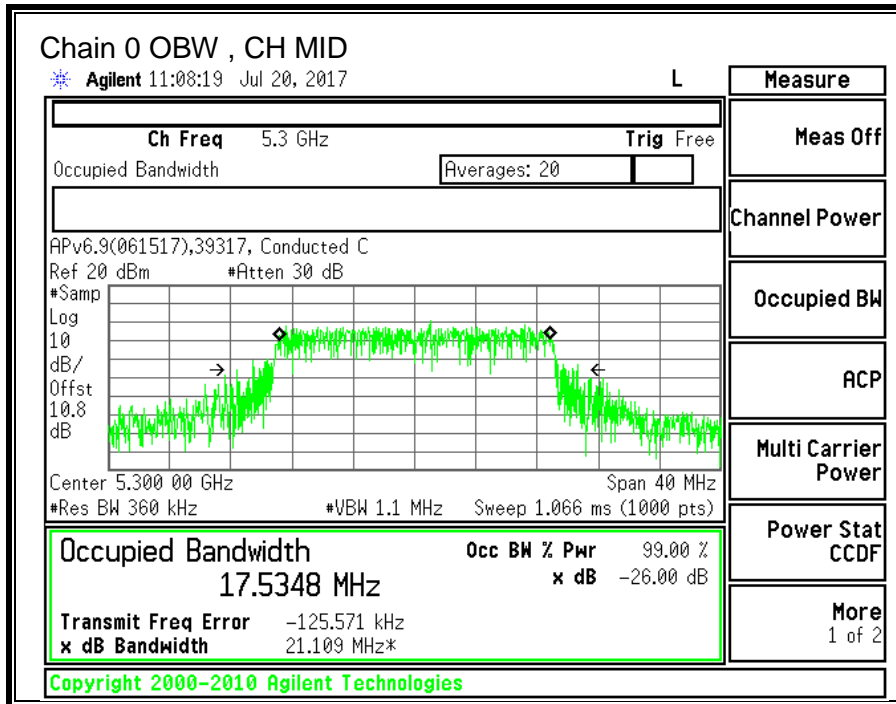 Chain 0 OBW , CH MID
Agilent 11:08:19 Jul 20, 2017 L
Measure
Ch Freq 5.3 GHz Trig Free
Occupied Bandwidth Averages: 20
APv6.9(061517),39317, Conducted C
Ref 20 dBm #Atten 30 dB
#Samp
Log
10
dB/
Offst
10.8
dB
Center 5.300 00 GHz Span 40 MHz
#Res BW 360 kHz #VBW 1.1 MHz Sweep 1.066 ms (1000 pts)
Occupied Bandwidth Occ BW % Pwr 99.00 %
17.5348 MHz x dB -26.00 dB
Transmit Freq Error -125.571 kHz
x dB Bandwidth 21.109 MHz*
Copyright 2000-2010 Agilent Technologies
Meas Off
Channel Power
Occupied BW
ACP
Multi Carrier
Power
Power Stat
CCDF
More
1 of 2